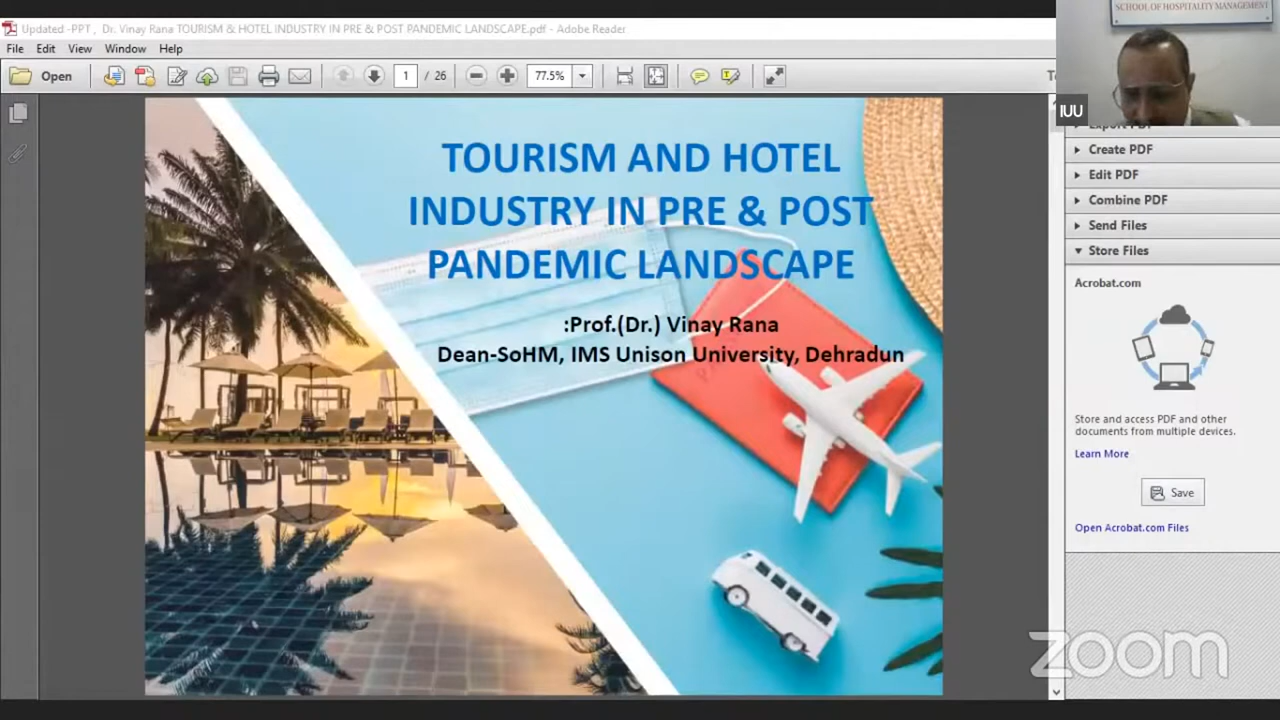 Updated -PPT , Dr. Vinay Rana TOURISM & HOTEL INDUSTRY IN PRE & POST PANDEMIC LANDSCAPE.pdf - Adobe Reader
SCHOOL OF HOSPITALITY MANAGEMENT
File Edit View Window Help
Open 1 / 26 77.5%
IUU
TOURISM AND HOTEL
INDUSTRY IN PRE & POST
PANDEMIC LANDSCAPE
:Prof.(Dr.) Vinay Rana
Dean-SoHM, IMS Unison University, Dehradun
Export PDF
Create PDF
Edit PDF
Combine PDF
Send Files
Store Files
Acrobat.com
Store and access PDF and other
documents from multiple devices.
Learn More
Save
Open Acrobat.com Files
zoom